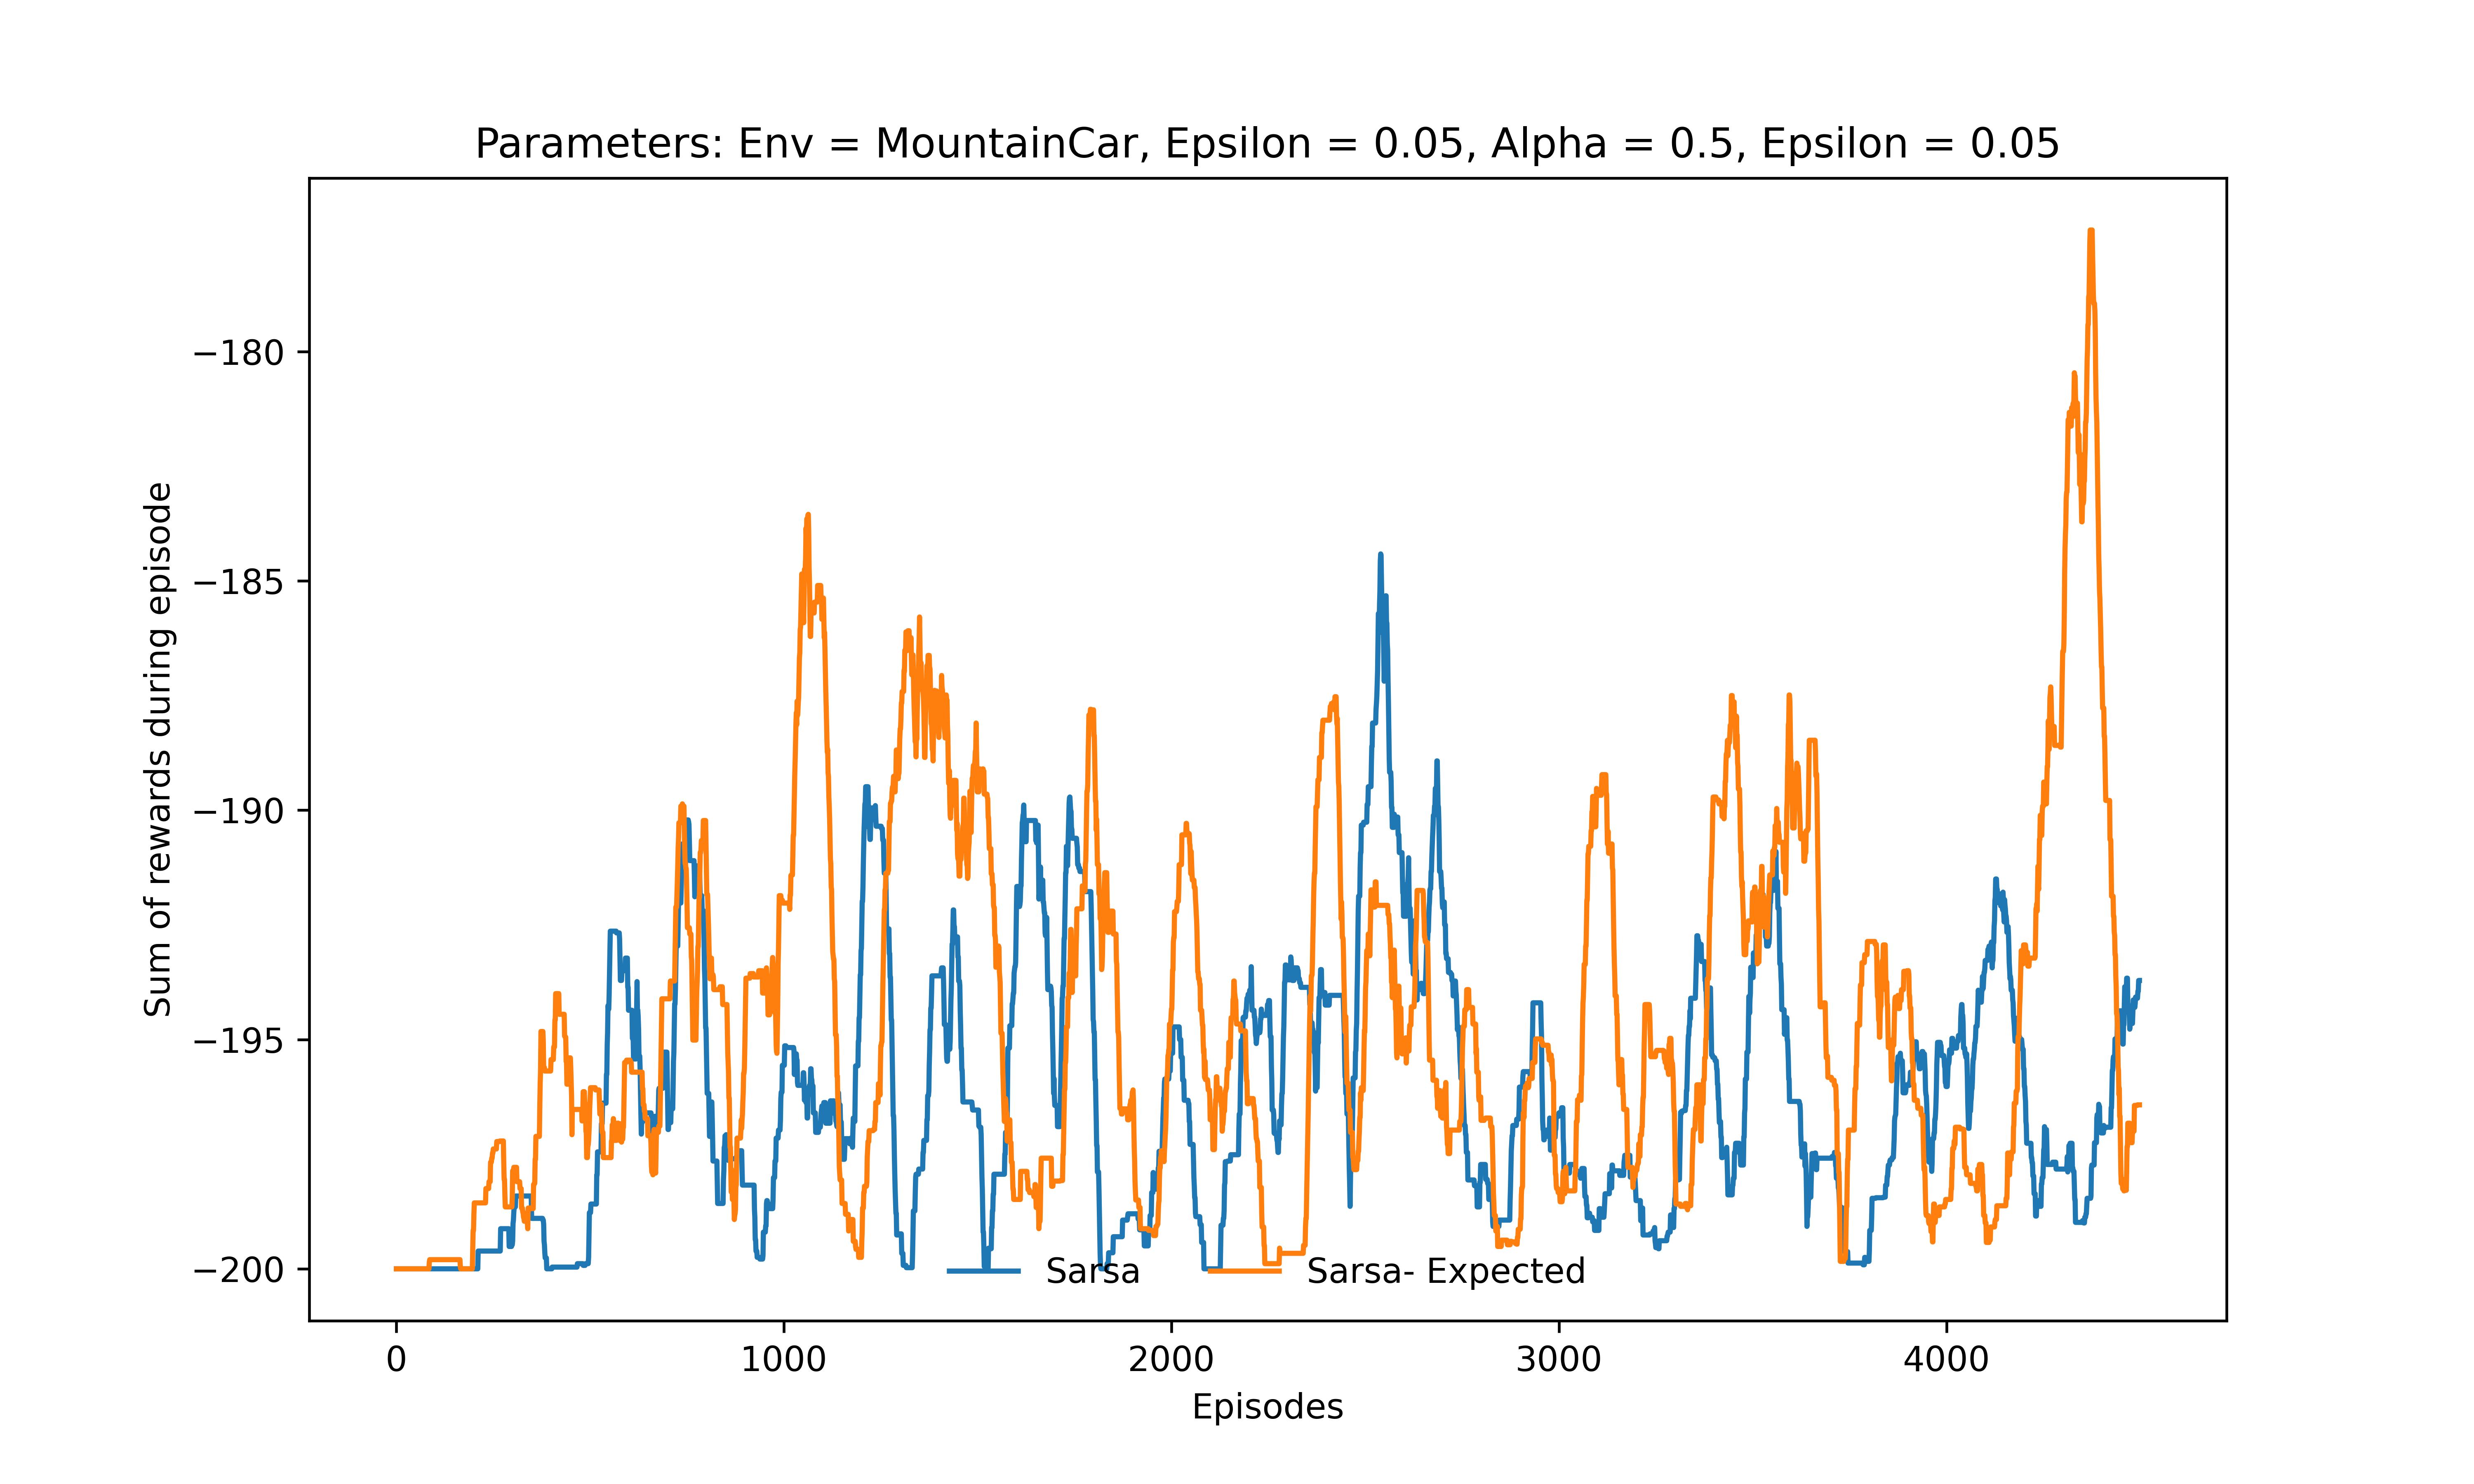 Parameters: Env = MountainCar, Epsilon = 0.05, Alpha = 0.5, Epsilon = 0.05
Sum of rewards during episode
−180
−185
−190
−195
−200
Sarsa
Sarsa- Expected
0 1000 2000 3000 4000
Episodes